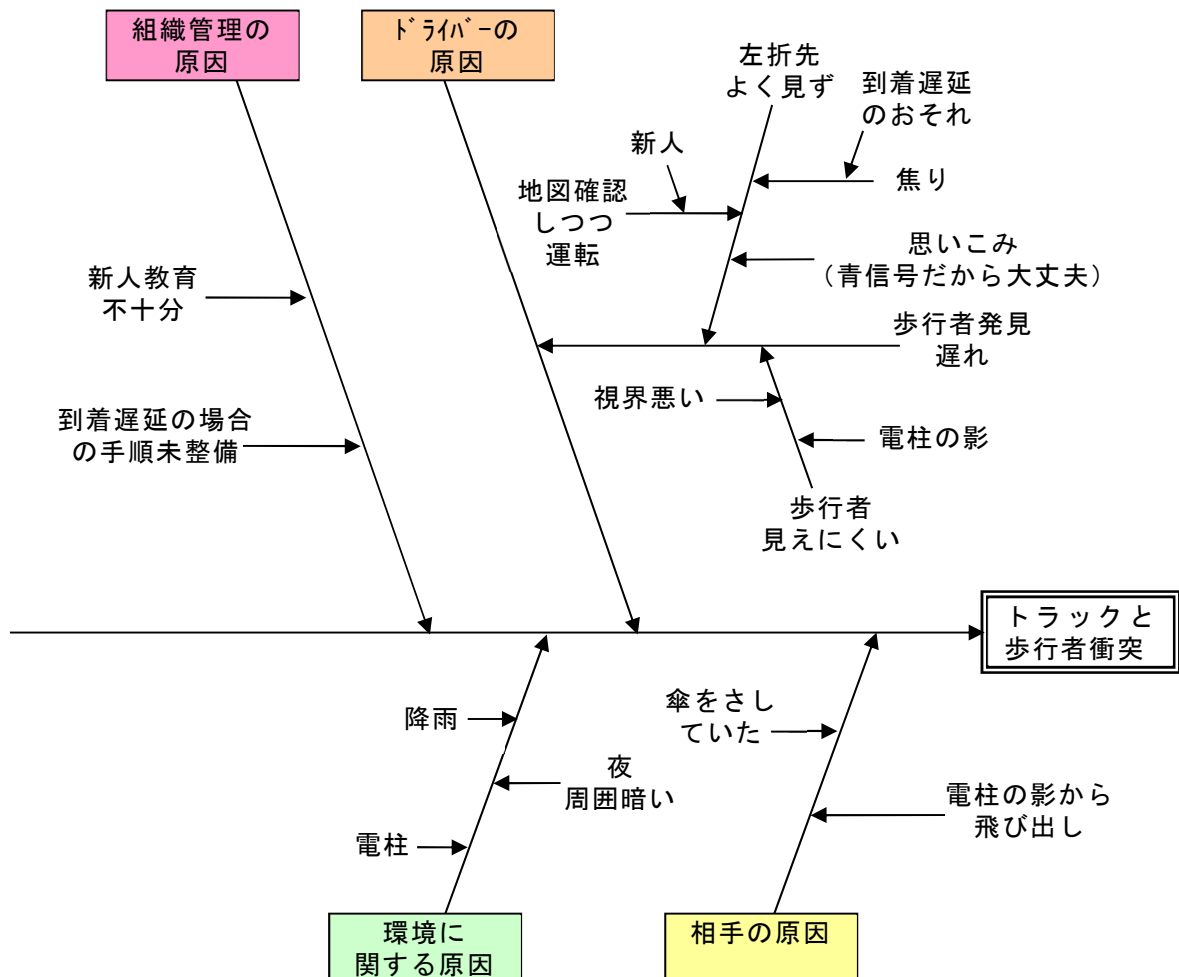 組織管理の
原因
ﾄﾞﾗｲﾊﾞｰの
原因
左折先
よく見ず
到着遅延
のおそれ
新人
焦り
地図確認
しつつ
運転
思いこみ
（青信号だから大丈夫）
新人教育
不十分
歩行者発見
遅れ
視界悪い
到着遅延の場合
の手順未整備
電柱の影
歩行者
見えにくい
トラックと
歩行者衝突
降雨
傘をさし
ていた
夜
周囲暗い
電柱の影から
飛び出し
電柱
環境に
関する原因
相手の原因